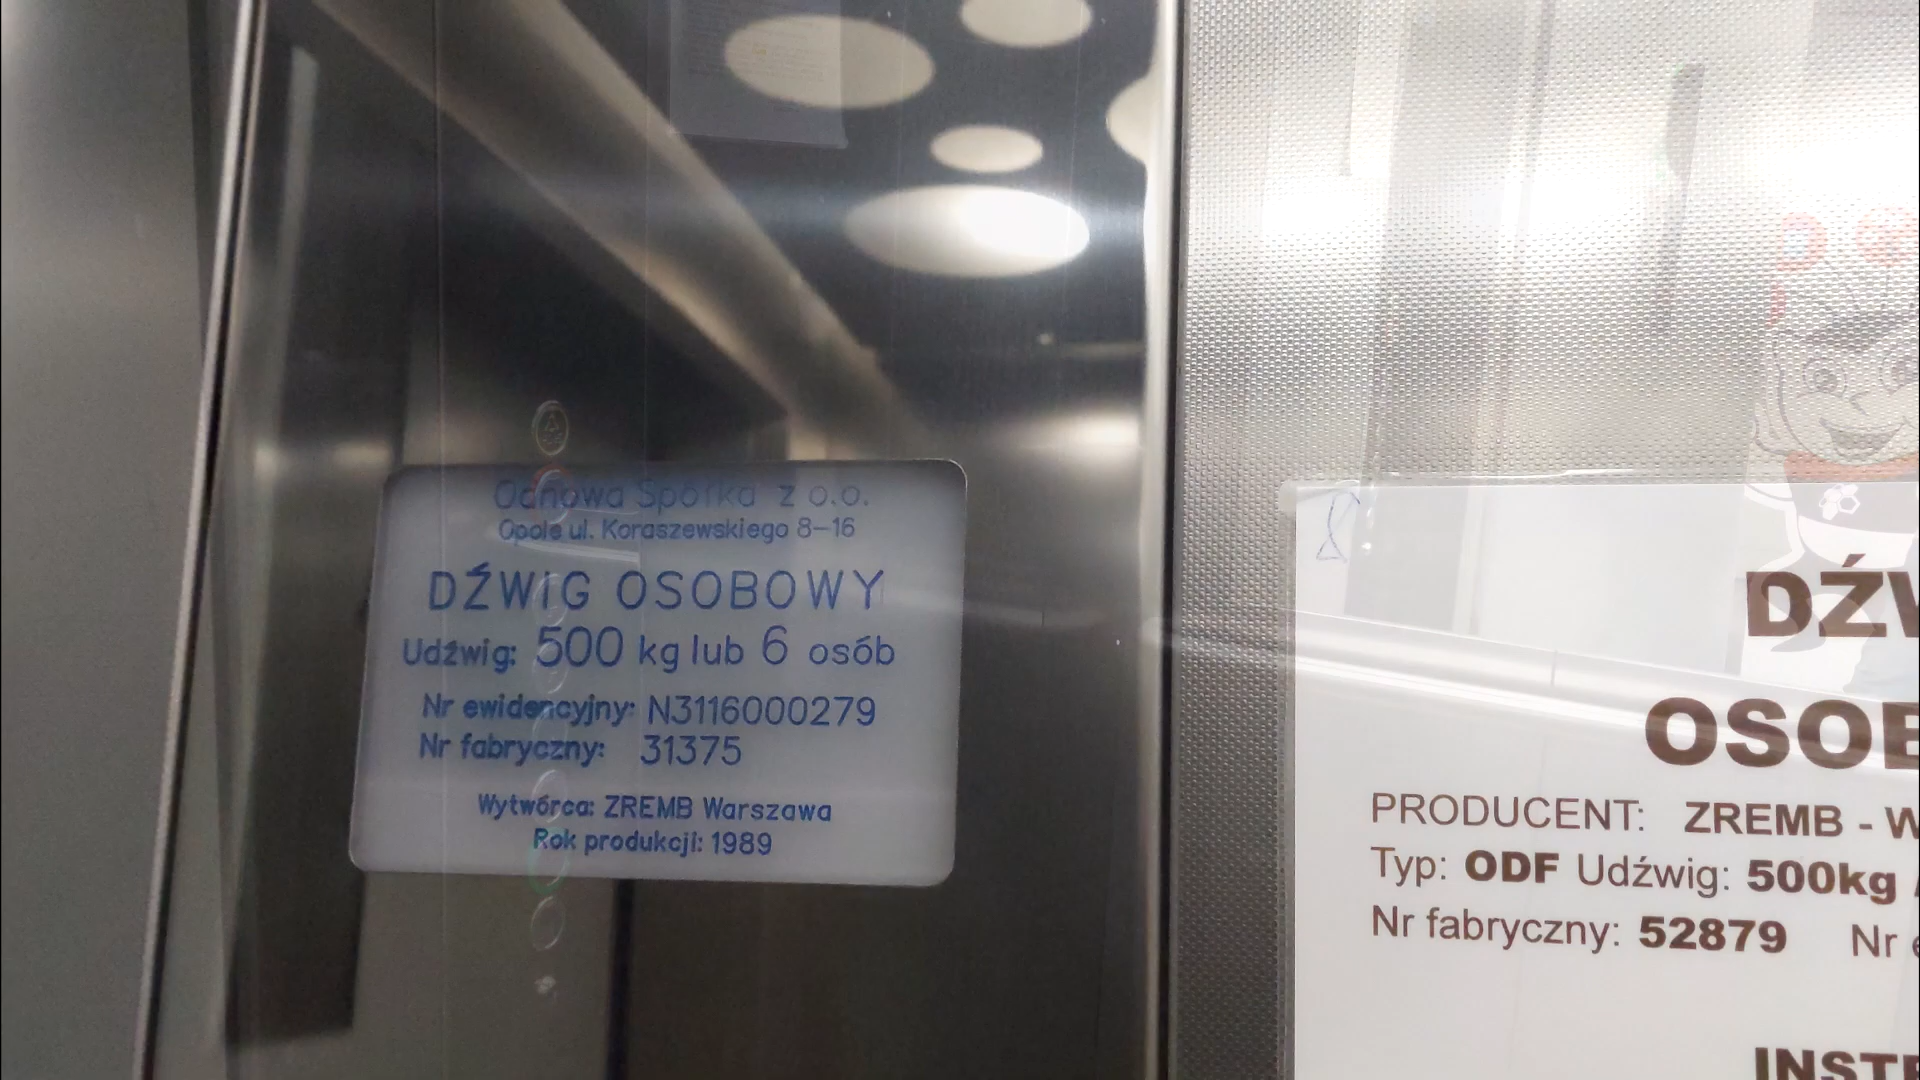 Odnowa Spółka z o.o.
Opole ul. Koraszewskiego 8-16
DŹWIG OSOBOWY
Udźwig: 500 kg lub 6 osób
Nr ewidencyjny: N3116000279
Nr fabryczny: 31375
Wytwórca: ZREMB Warszawa
Rok produkcji: 1989
DŹW
OSOB
PRODUCENT: ZREMB - W
Typ: ODF Udźwig: 500kg
Nr fabryczny: 52879 Nr
INST